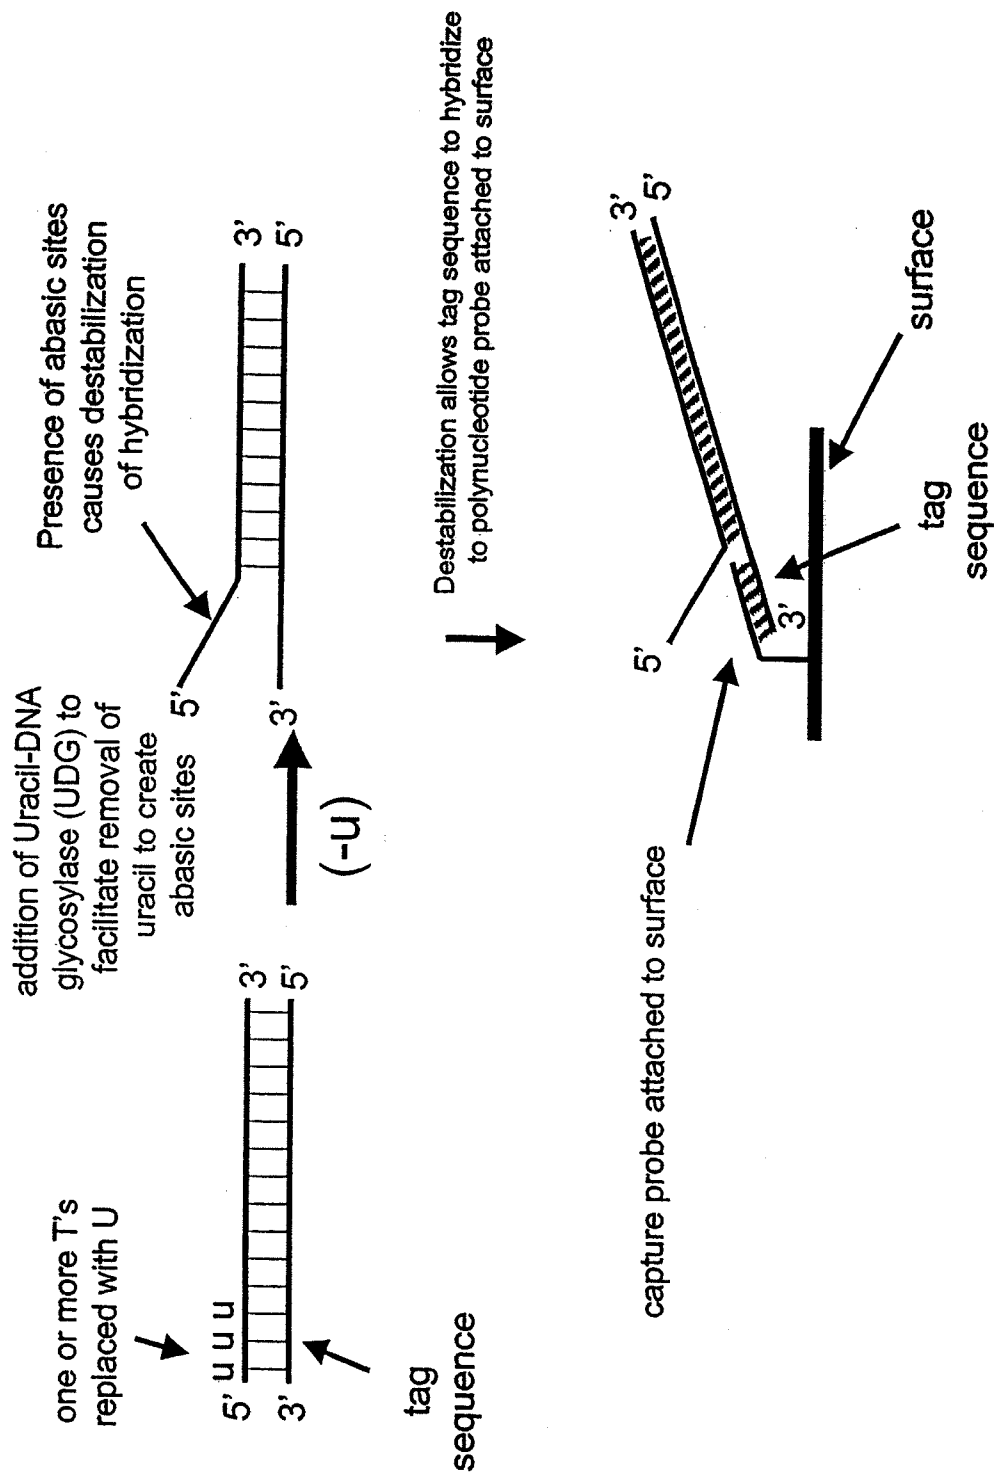 one or more T's
replaced with U
5' u u u
3'
3'
5'
tag
sequence
addition of Uracil-DNA
glycosylase (UDG) to
facilitate removal of
uracil to create
abasic sites
(-u)
Presence of abasic sites
causes destabilization
of hybridization
5'
3'
3'
5'
Destabilization allows tag sequence to hybridize
to polynucleotide probe attached to surface
capture probe attached to surface
5'
3'
3'
5'
tag
sequence
surface